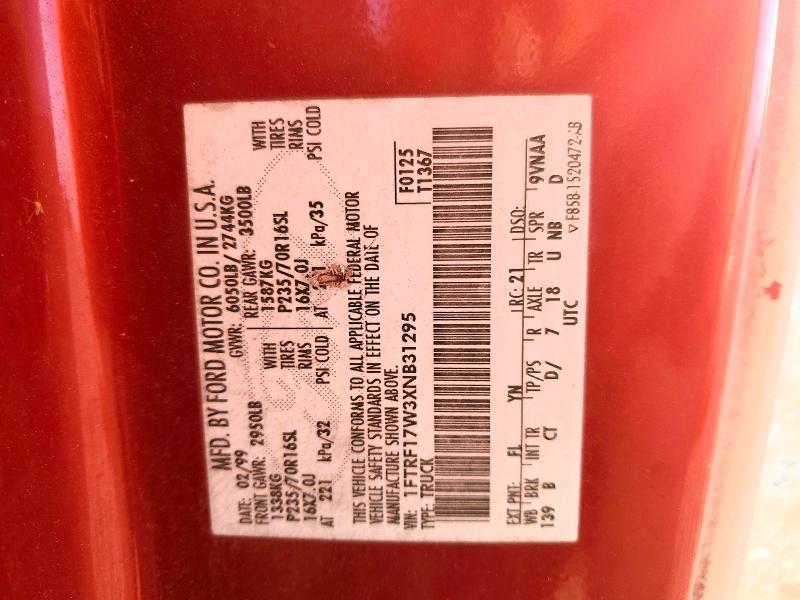 MFD. BY FORD MOTOR CO. IN U.S.A.
DATE: 02/99 GVWR: 6050LB/ 2744KG
FRONT GAWR: 2950LB REAR GAWR: 3500LB
1338KG WITH 1587KG WITH
P235/70R16SL TIRES P235/70R16SL TIRES
16X7.0J RIMS 16X7.0J RIMS
AT 221 kPa/32 PSI COLD AT kPa/35 PSI COLD
THIS VEHICLE CONFORMS TO ALL APPLICABLE FEDERAL MOTOR
VEHICLE SAFETY STANDARDS IN EFFECT ON THE DATE OF
MANUFACTURE SHOWN ABOVE.
VIN: 1FTRF17W3XNB31295
TYPE: TRUCK
F0125
T1367
EXT PNT: FL YN RC: 21 DSO:
WB BRK INT TR TP/PS R AXLE TR SPR
139 B CT D/ 7 18 U NB D 9VNAA
UTC
▽ F85B-1520472-AB